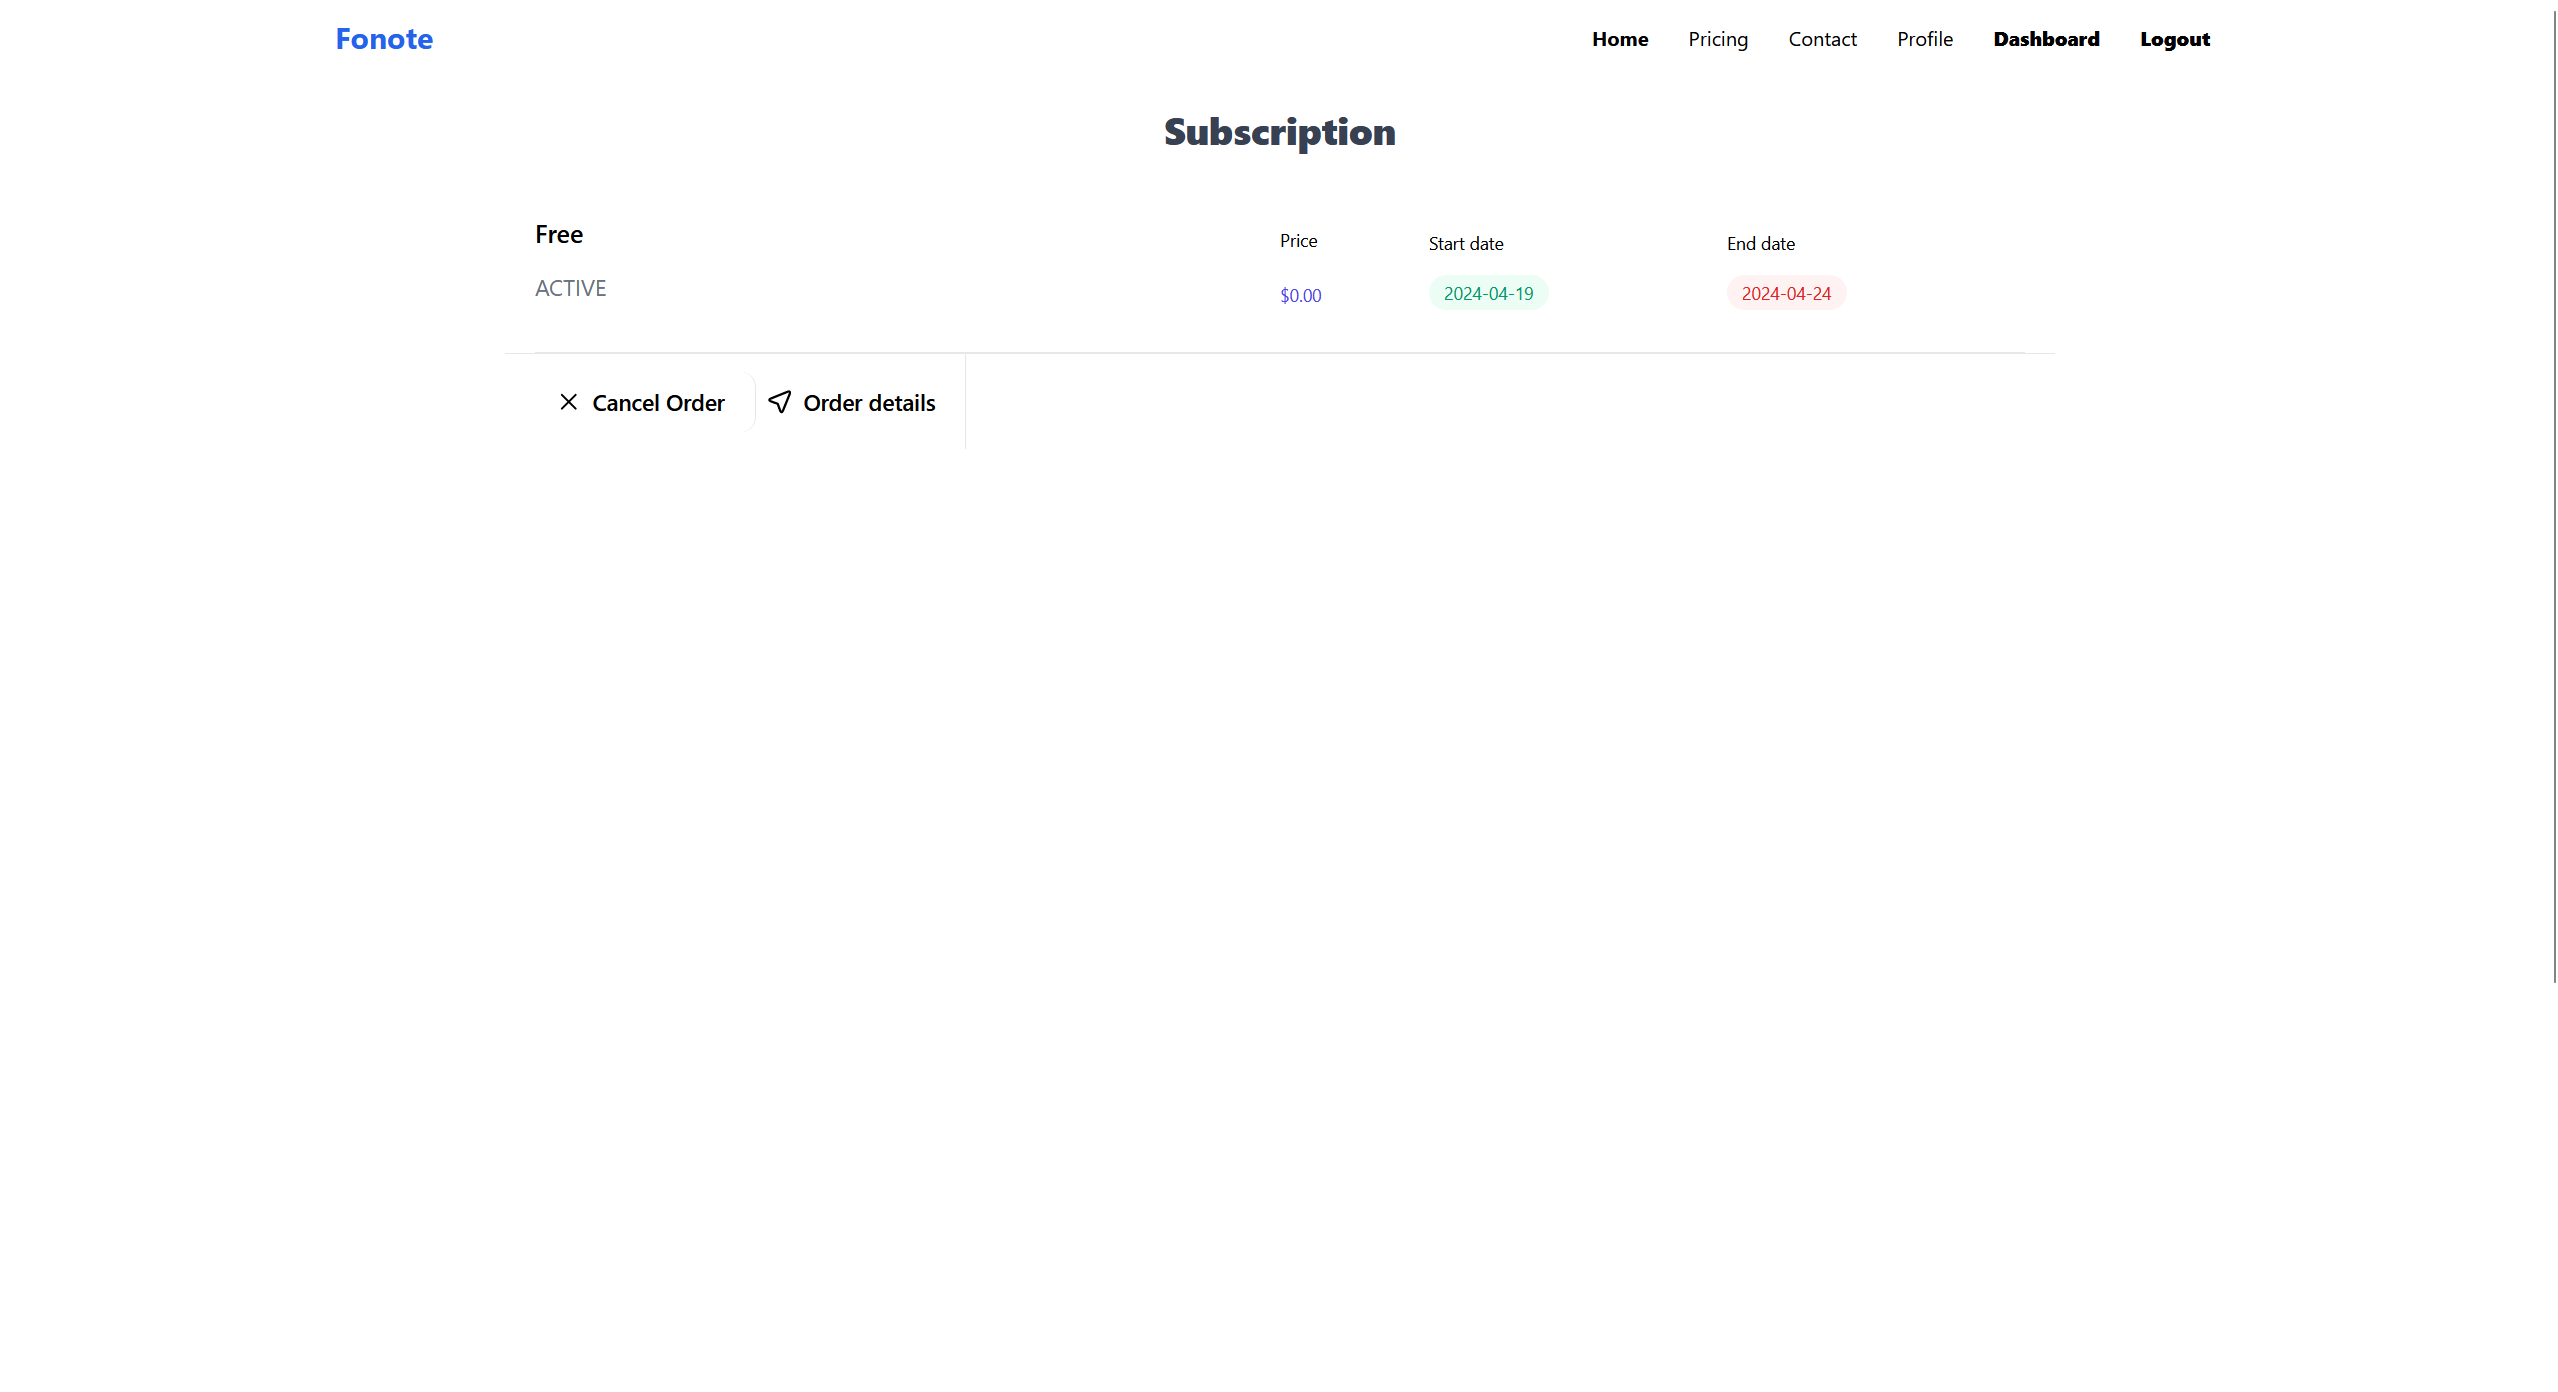 Fonote Home Pricing Contact Profile Dashboard Logout
Subscription
Free
ACTIVE
Price
$0.00
Start date
2024-04-19
End date
2024-04-24
Cancel Order
Order details